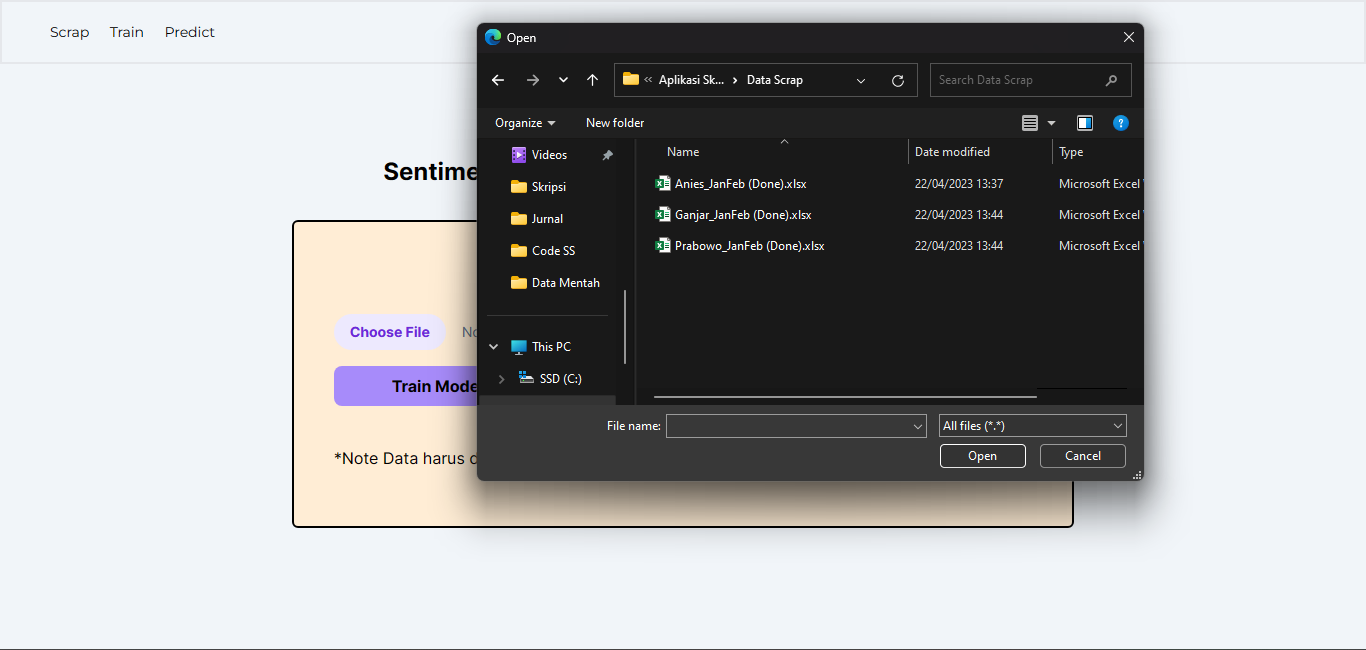 Scrap Train Predict
Sentime
Choose File No
Train Mode
*Note Data harus d
Open
« Aplikasi Sk... › Data Scrap
Search Data Scrap
Organize New folder
Videos
Skripsi
Jurnal
Code SS
Data Mentah
This PC
SSD (C:)
Name Date modified Type
Anies_JanFeb (Done).xlsx 22/04/2023 13:37 Microsoft Excel
Ganjar_JanFeb (Done).xlsx 22/04/2023 13:44 Microsoft Excel
Prabowo_JanFeb (Done).xlsx 22/04/2023 13:44 Microsoft Excel
File name: All files (*.*)
Open Cancel